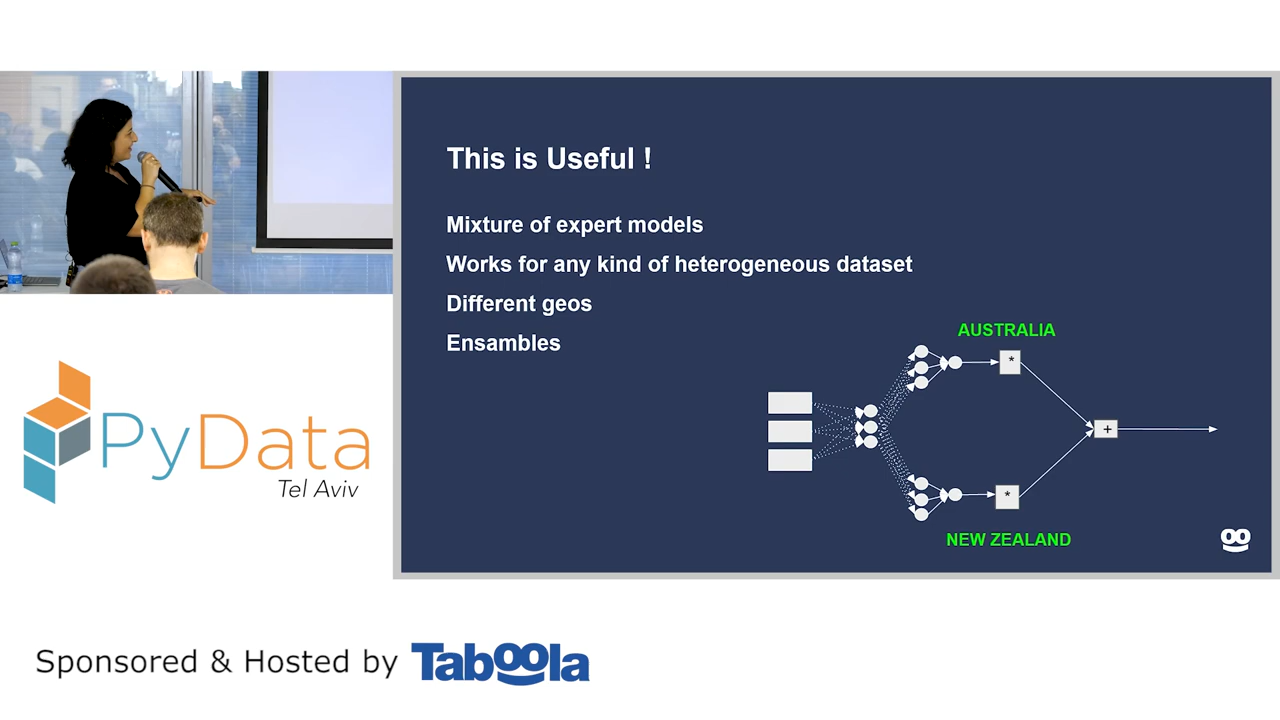 This is Useful !
Mixture of expert models
Works for any kind of heterogeneous dataset
Different geos
Ensambles
AUSTRALIA
*
+
*
NEW ZEALAND
PyData
Tel Aviv
Sponsored & Hosted by Taboola